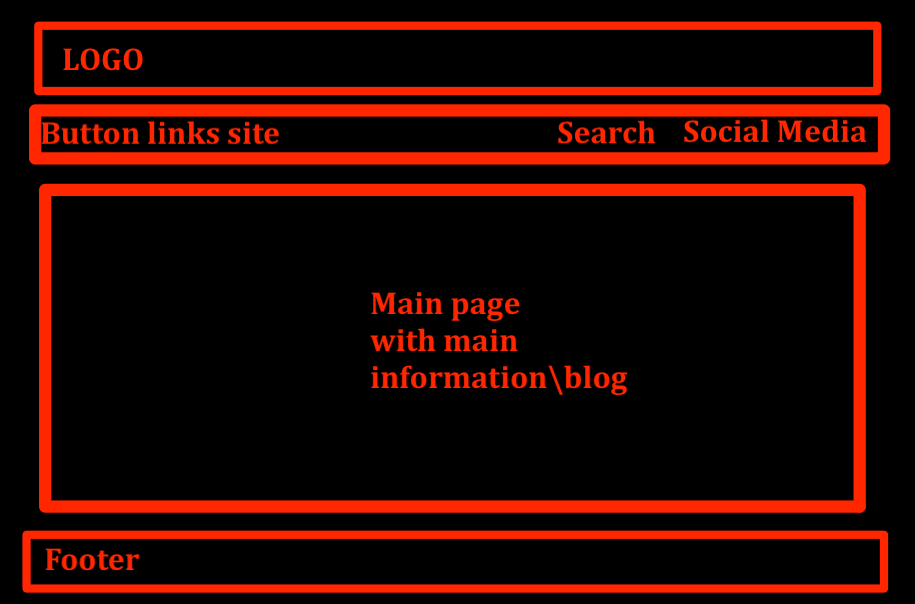 LOGO
Button links site Search Social Media
Main page
with main
information\blog
Footer